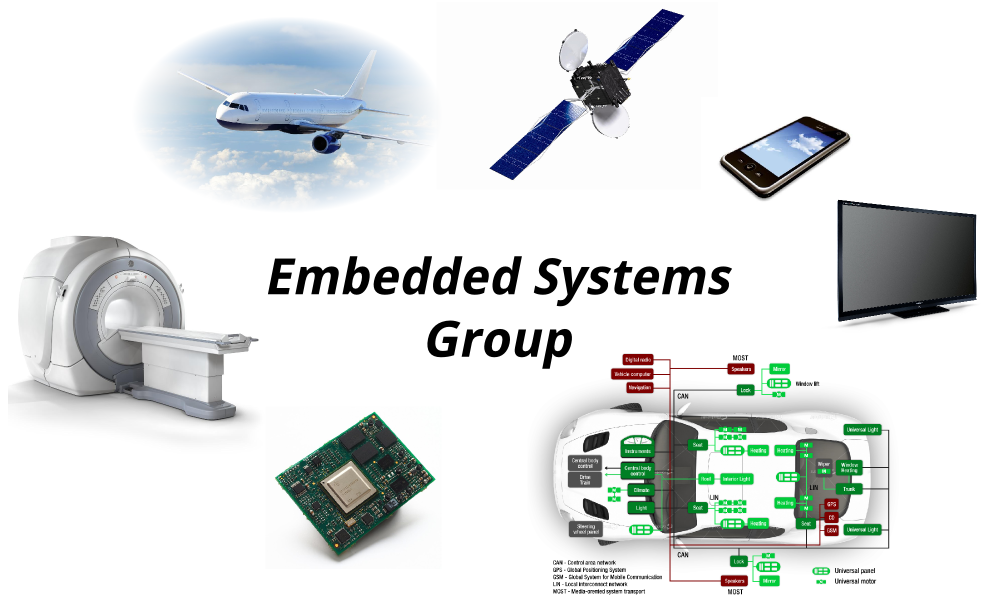 Embedded Systems
Group
Digital radio
Vehicle computer
Navigation
MOST
Speakers
Mirror
Lock
Window lift
CAN
Universal Light
Instruments
Seat
Heating
Heating
Central body
control
Central body
control
Wiper
Window
Heating
Drive
Train
Roof
Interior Light
Climate
LIN
LIN
Trunk
Light
Seat
Heating
GPS
CD
GSM
Steering
wheel panel
Heating
Seat
Universal Light
CAN
Lock
CAN - Control area network
GPS - Global Positioning System
GSM - Global System for Mobile Communication
LIN - Local interconnect network
MOST - Media-oriented system transport
Speakers
Mirror
MOST
Universal panel
M
Universal motor